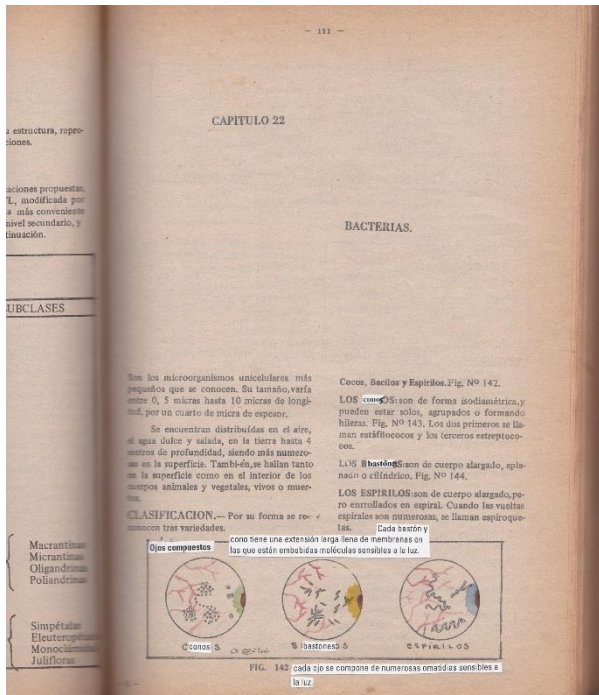 - 111 -
CAPITULO 22
BACTERIAS.
u estructura, repro-
ciones.
aciones propuestas.
L, modificada por
a más conveniente
nivel secundario, y
tinuación.
UBCLASES
Macrantinas
Micrantinas
Oligandrinas
Poliandrinas
Simpétalas
Eleuteropétalas
Monoclamideas
Julifloras
Son los microorganismos unicelulares más
pequeños que se conocen. Su tamaño, varía
entre 0, 5 micras hasta 10 micras de longi-
tud, por un cuarto de micra de espesor.
Se encuentran distribuídas en el aire,
el agua dulce y salada, en la tierra hasta 4
metros de profundidad, siendo más numero-
sas en la superficie. También, se hallan tanto
en la superficie como en el interior de los
cuerpos animales y vegetales, vivos o muer-
tos.
CLASIFICACION.— Por su forma se re-
conocen tres variedades.
Cocos, Bacilos y Espirilos. Fig. Nº 142.
LOS conosOS: son de forma isodiamétrica, y
pueden estar solos, agrupados o formando
hileras. Fig. Nº 143. Los dos primeros se lla-
man estáfilococos y los terceros estreptoco-
cos.
LOS BbastónS: son de cuerpo alargado, apla-
nado o cilíndrico. Fig. Nº 144.
LOS ESPIRILOS: son de cuerpo alargado, pe-
ro enrrollados en espiral. Cuando las vueltas
espirales son numerosas, se llaman espiroque-
tas.
Cada bastón y
cono tiene una extensión larga llena de membranas en
las que están embebidas moléculas sensibles a la luz.
Ojos compuestos
CconosS
BbastonesOS
ESPIRILOS
FIG. 142 cada ojo se compone de numerosas omatidias sensibles a
la luz.